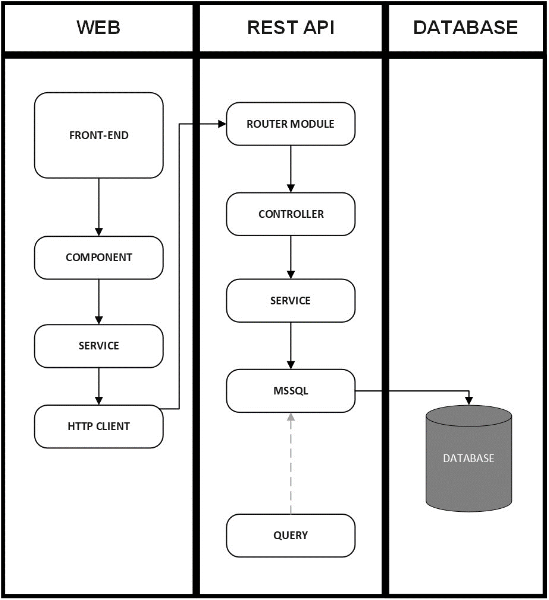 WEB
REST API
DATABASE
FRONT-END
COMPONENT
SERVICE
HTTP CLIENT
ROUTER MODULE
CONTROLLER
SERVICE
MSSQL
QUERY
DATABASE